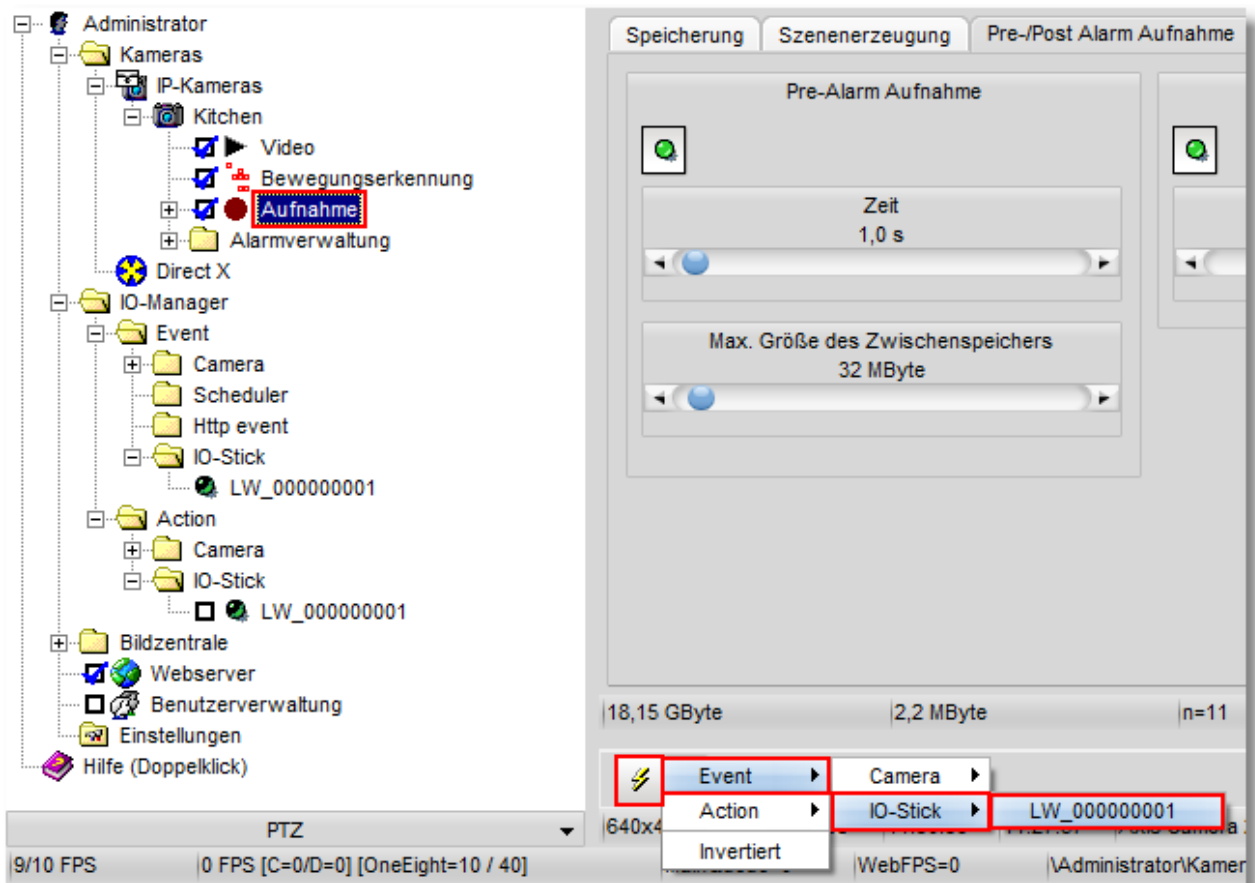 Administrator
Kameras
IP-Kameras
Kitchen
Video
Bewegungserkennung
Aufnahme
Alarmverwaltung
Direct X
IO-Manager
Event
Camera
Scheduler
Http event
IO-Stick
LW_000000001
Action
Camera
IO-Stick
LW_000000001
Bildzentrale
Webserver
Benutzerverwaltung
Einstellungen
Hilfe (Doppelklick)
Speicherung Szenenerzeugung Pre-/Post Alarm Aufnahme
Pre-Alarm Aufnahme
Zeit
1,0 s
Max. Größe des Zwischenspeichers
32 MByte
18,15 GByte 2,2 MByte n=11
Event Camera
Action IO-Stick LW_000000001
Invertiert
PTZ
9/10 FPS 0 FPS [C=0/D=0] [OneEight=10 / 40] WebFPS=0 \Administrator\Kamer